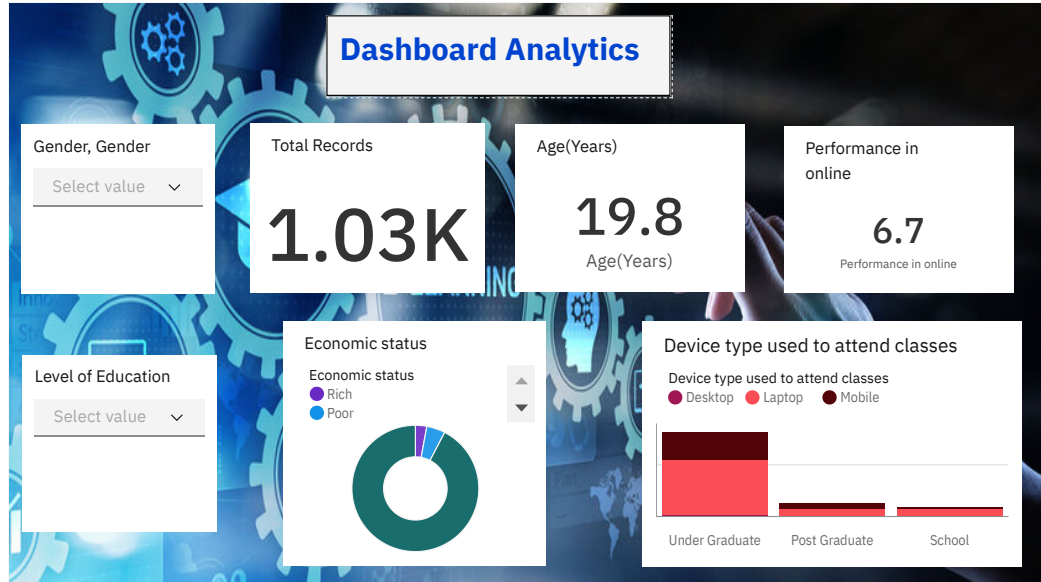 Dashboard Analytics
Gender, Gender
Select value
Total Records
1.03K
Age(Years)
19.8
Age(Years)
Performance in
online
6.7
Performance in online
Level of Education
Select value
Economic status
Economic status
Rich
Poor
Device type used to attend classes
Device type used to attend classes
Desktop Laptop Mobile
Under Graduate Post Graduate School